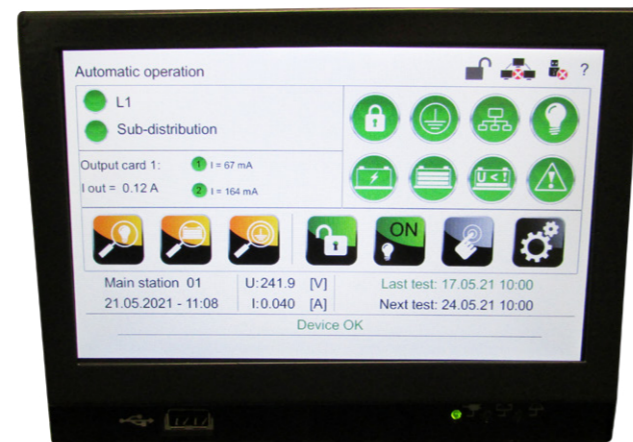 Automatic operation ?
L1
Sub-distribution
Output card 1: 1 I = 67 mA
I out = 0.12 A 2 I = 164 mA
U<!
ON
Main station 01 U:241.9 [V] Last test: 17.05.21 10:00
21.05.2021 - 11:08 I:0.040 [A] Next test: 24.05.21 10:00
Device OK